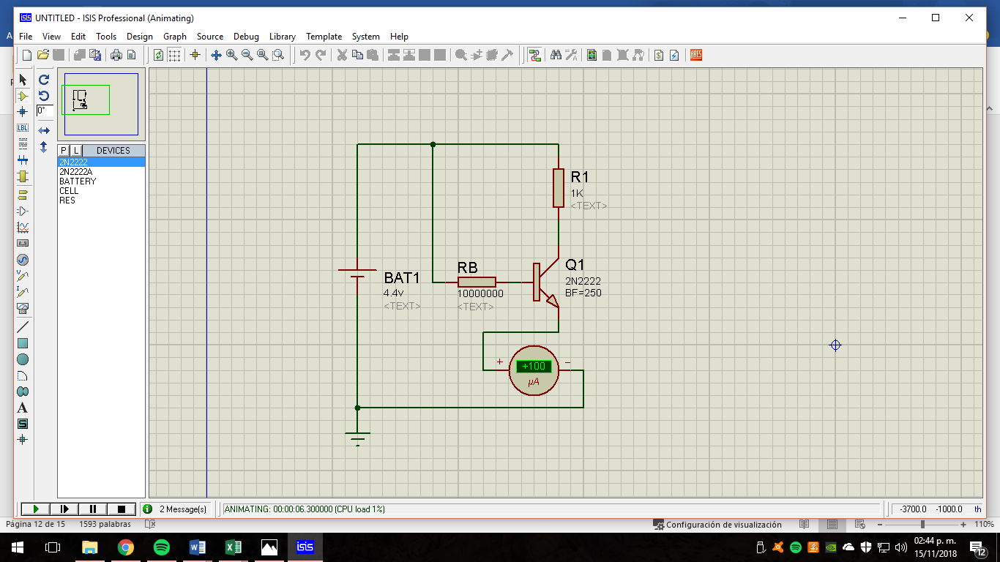 UNTITLED - ISIS Professional (Animating)
File View Edit Tools Design Graph Source Debug Library Template System Help
ARES
0°
LBL
P L DEVICES
2N2222
2N2222A
BATTERY
CELL
RES
A
S
R1
1K
<TEXT>
RB
10000000
<TEXT>
Q1
2N2222
BF=250
BAT1
4.4v
<TEXT>
+
+100
−
µA
2 Message(s)
ANIMATING: 00:00:06.300000 (CPU load 1%)
-3700.0 -1000.0 th
Página 12 de 15 1593 palabras
Configuración de visualización
110%
isis
02:44 p. m.
15/11/2018
12